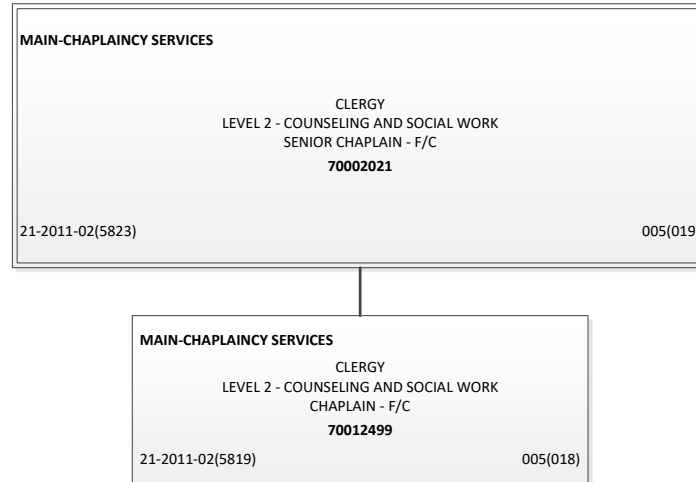 MAIN-CHAPLAINCY SERVICES
CLERGY
LEVEL 2 - COUNSELING AND SOCIAL WORK
SENIOR CHAPLAIN - F/C
70002021
21-2011-02(5823) 005(019
MAIN-CHAPLAINCY SERVICES
CLERGY
LEVEL 2 - COUNSELING AND SOCIAL WORK
CHAPLAIN - F/C
70012499
21-2011-02(5819) 005(018)